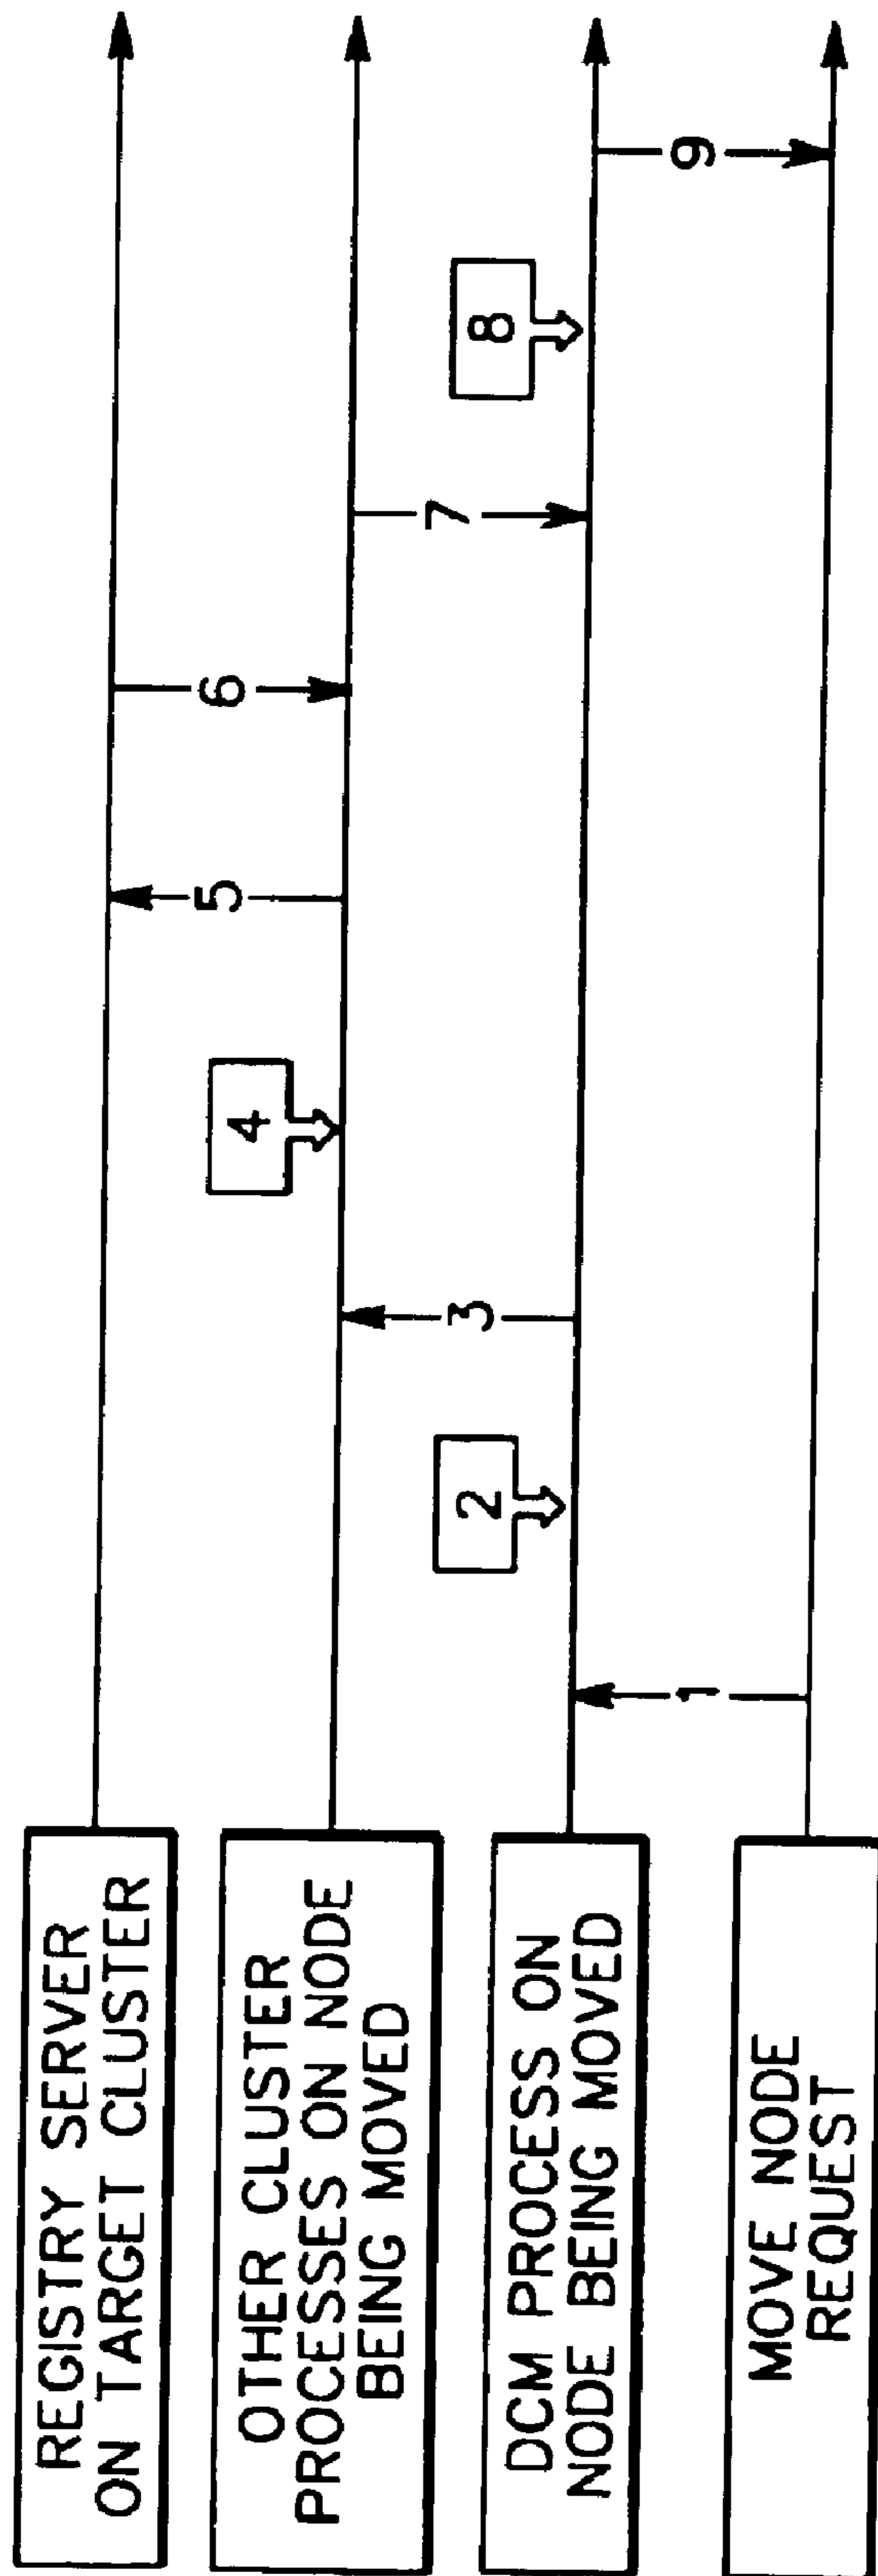 REGISTRY SERVER
ON TARGET CLUSTER
OTHER CLUSTER
PROCESSES ON NODE
BEING MOVED
DCM PROCESS ON
NODE BEING MOVED
MOVE NODE
REQUEST
1
2
3
4
5
6
7
8
9